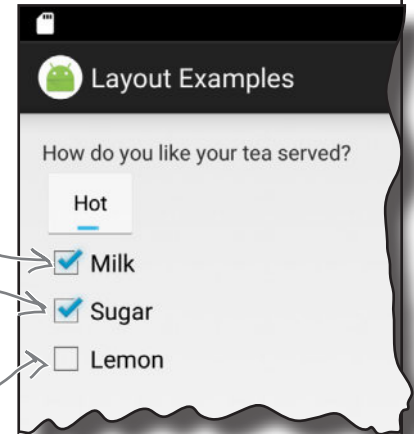 Layout Examples
How do you like your tea served?
Hot
Milk
Sugar
Lemon